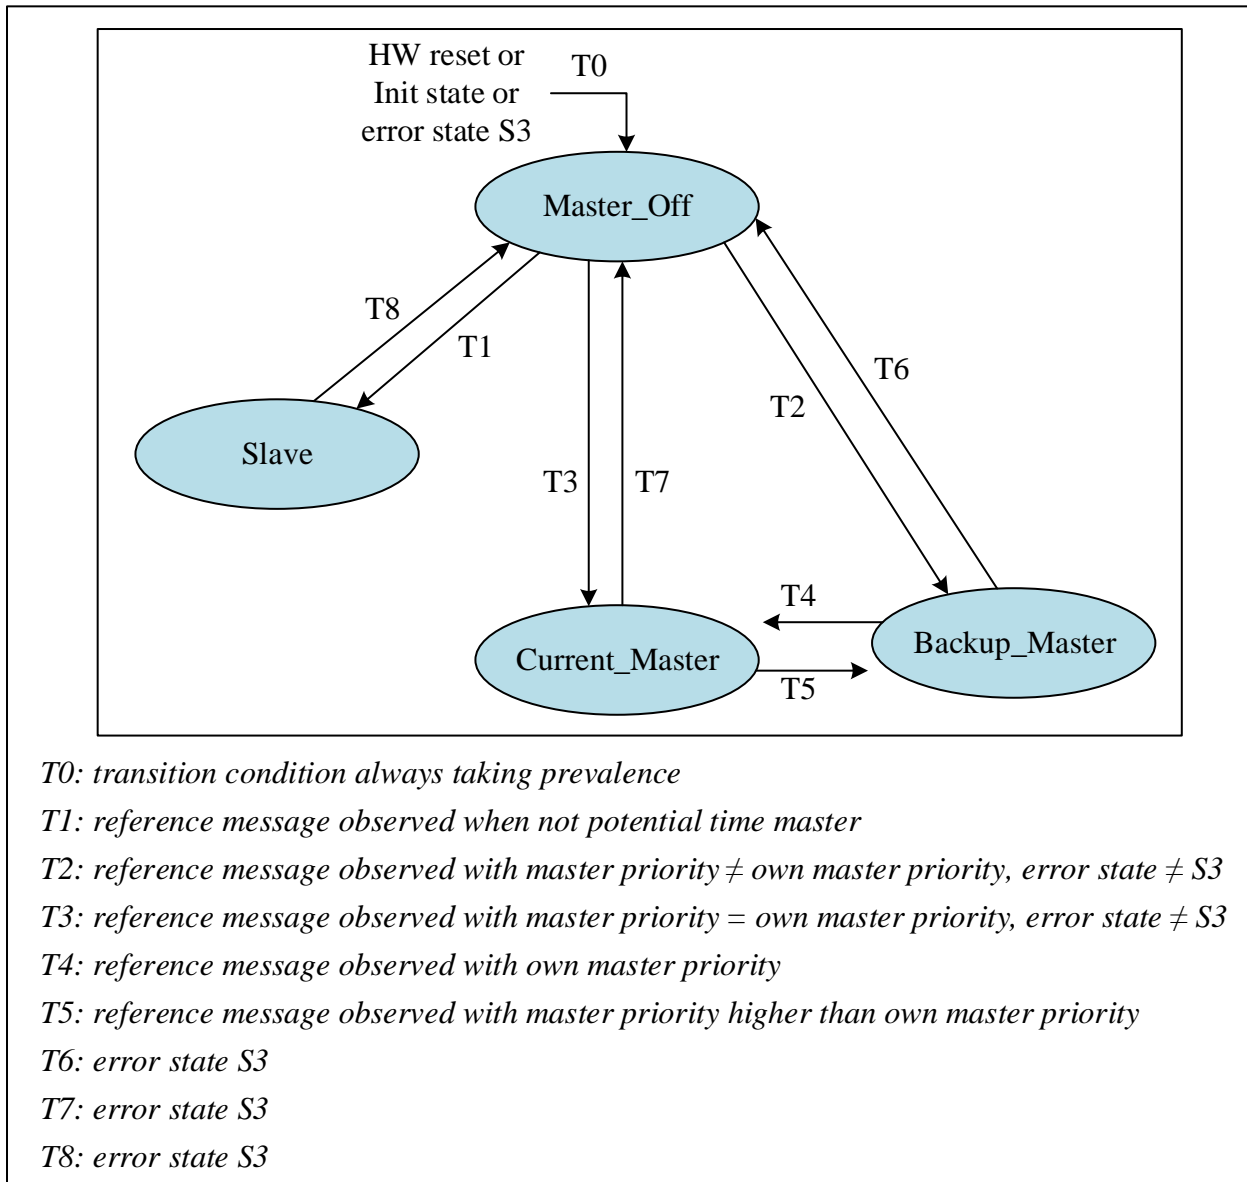 HW reset or
Init state or
error state S3
T0
Master_Off
T8
T1
T6
T2
Slave
T3
T7
T4
Backup_Master
Current_Master
T5
T0: transition condition always taking prevalence
T1: reference message observed when not potential time master
T2: reference message observed with master priority ≠ own master priority, error state ≠ S3
T3: reference message observed with master priority = own master priority, error state ≠ S3
T4: reference message observed with own master priority
T5: reference message observed with master priority higher than own master priority
T6: error state S3
T7: error state S3
T8: error state S3